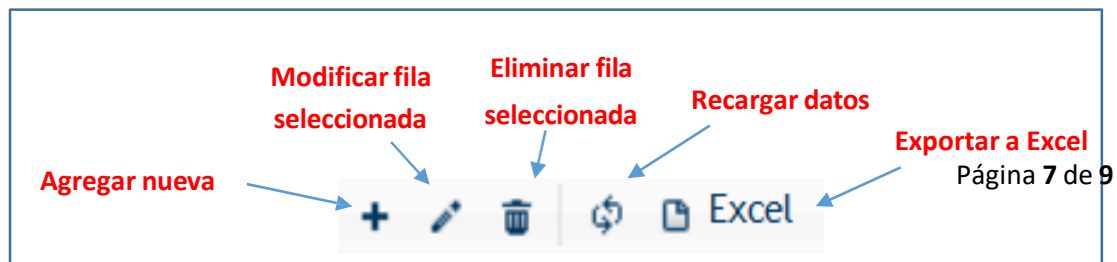 Modificar fila
seleccionada
Eliminar fila
seleccionada
Recargar datos
Exportar a Excel
Página 7 de 9
Agregar nueva
Excel